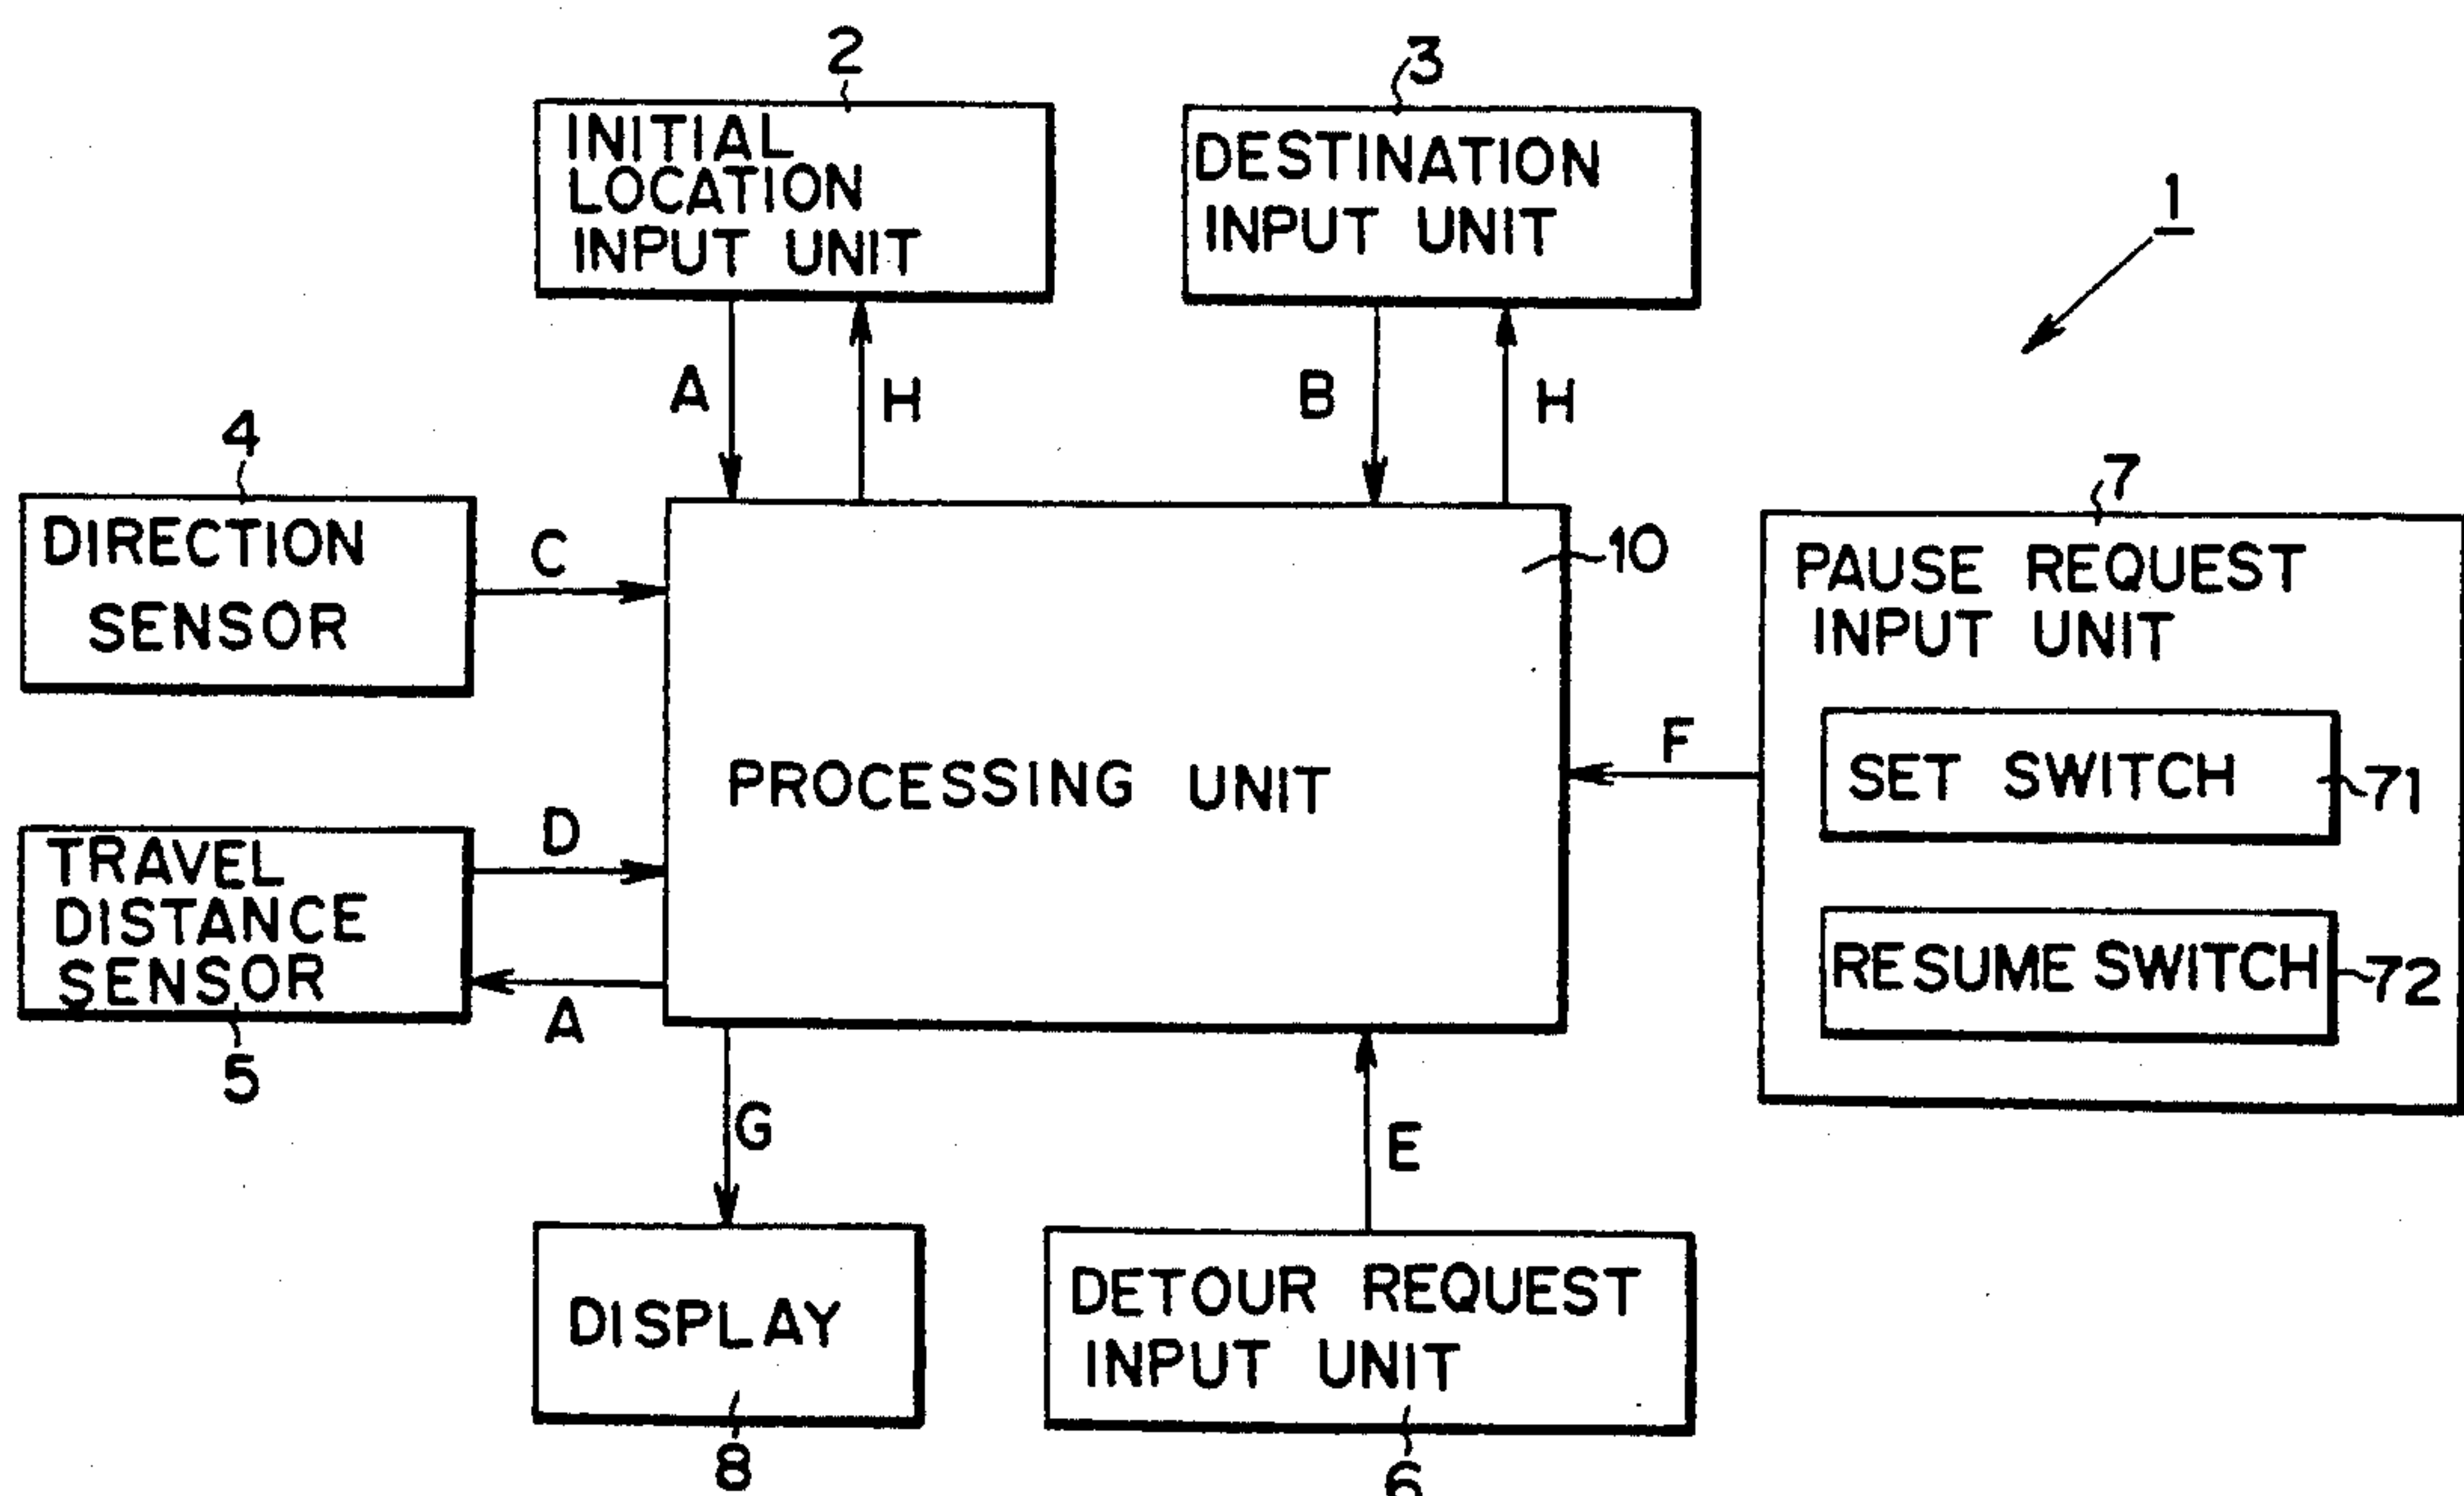 2
3
INITIAL
LOCATION
INPUT UNIT
DESTINATION
INPUT UNIT
1
A
H
B
H
4
7
DIRECTION
SENSOR
C
10
PAUSE REQUEST
INPUT UNIT
F
SET SWITCH
71
PROCESSING UNIT
D
TRAVEL
DISTANCE
SENSOR
RESUME SWITCH
72
A
5
G
E
DISPLAY
DETOUR REQUEST
INPUT UNIT
8
6